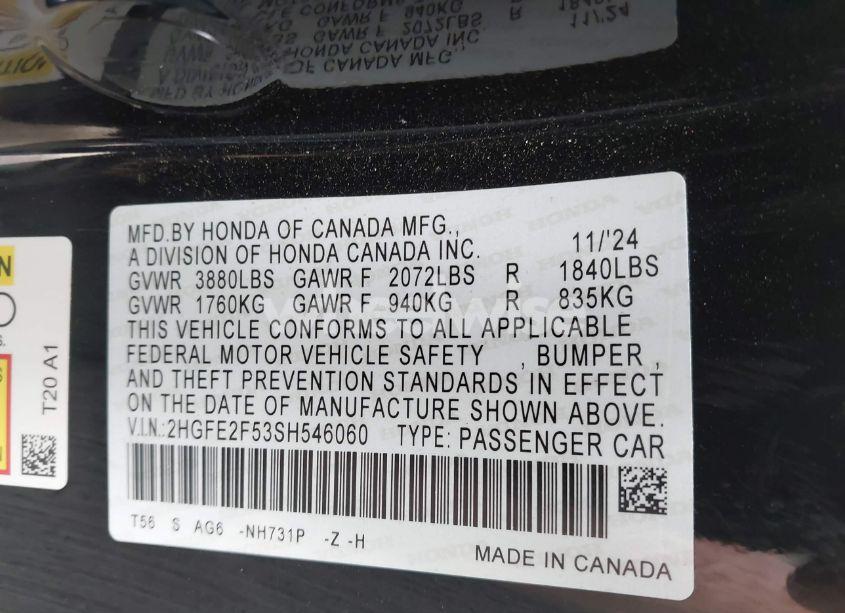 MFD.BY HONDA OF CANADA MFG.,
A DIVISION OF HONDA CANADA INC. 11/'24
GVWR 3880LBS GAWR F 2072LBS R 1840LBS
GVWR 1760KG GAWR F 940KG R 835KG
THIS VEHICLE CONFORMS TO ALL APPLICABLE
FEDERAL MOTOR VEHICLE SAFETY , BUMPER ,
AND THEFT PREVENTION STANDARDS IN EFFECT
ON THE DATE OF MANUFACTURE SHOWN ABOVE.
V.I.N.:2HGFE2F53SH546060 TYPE: PASSENGER CAR
T56 S AG6 -NH731P -Z -H
MADE IN CANADA
T20 A1